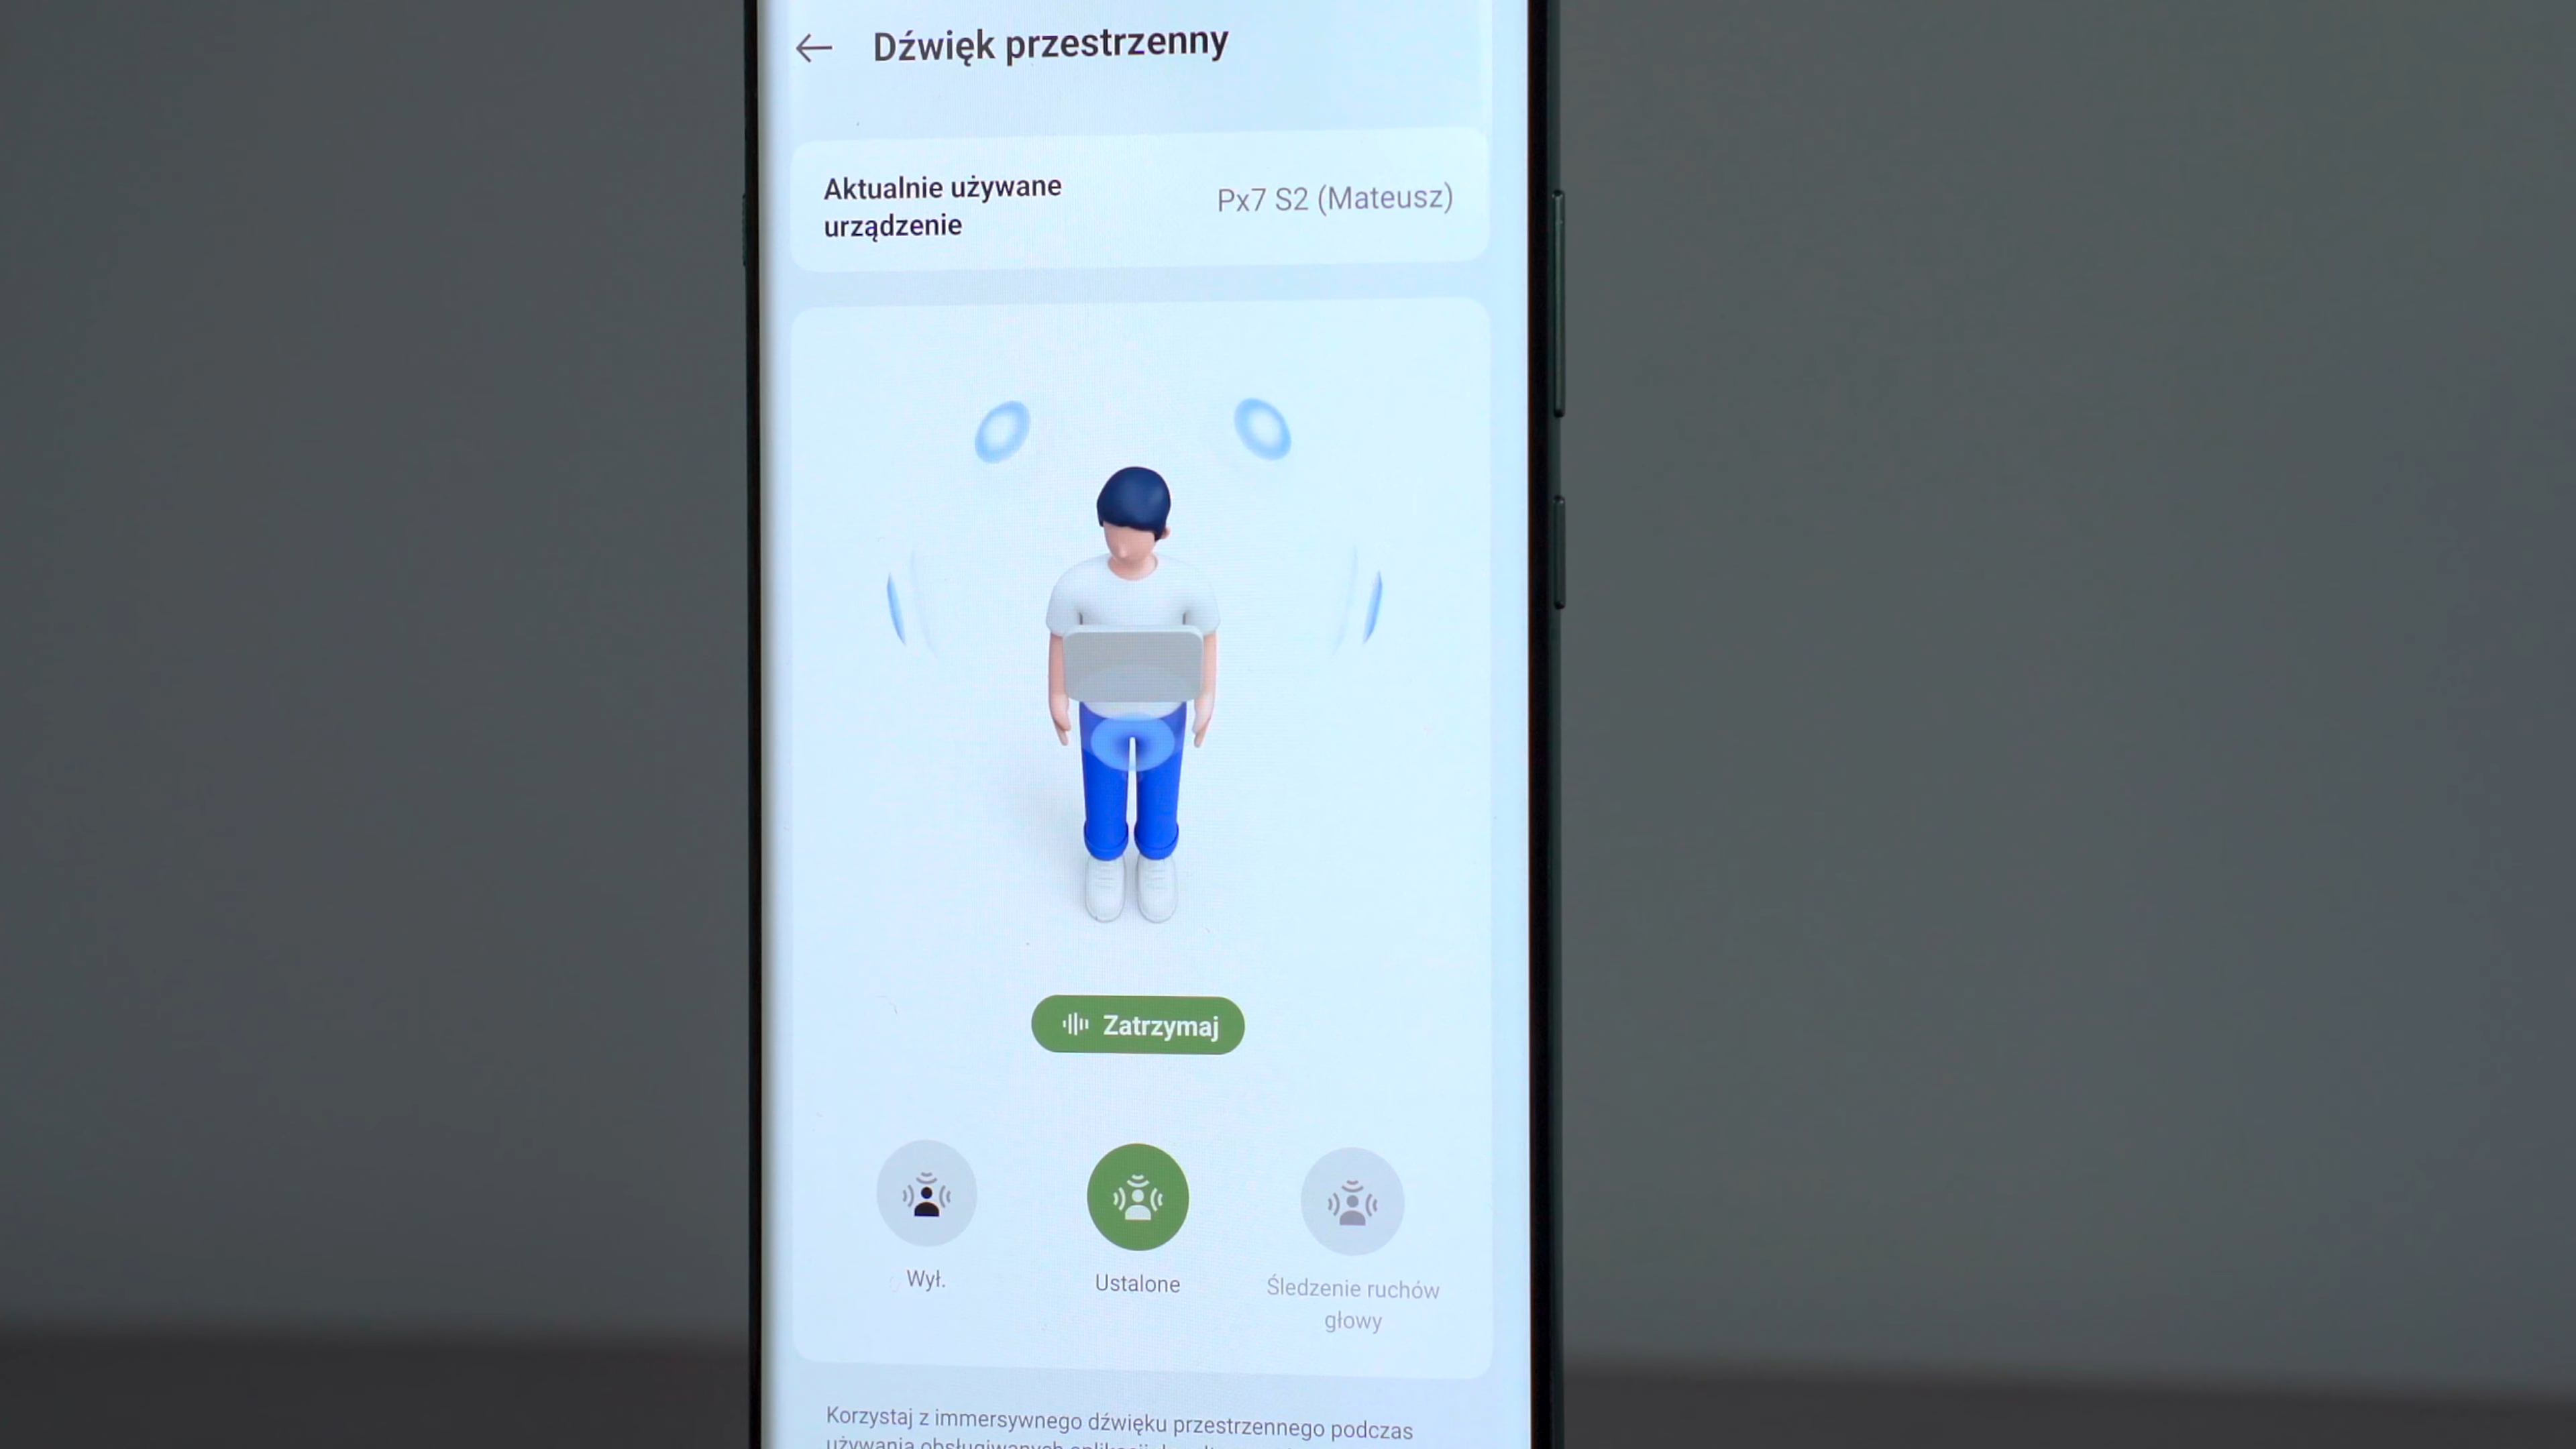 Dźwięk przestrzenny
Aktualnie używane
urządzenie
Px7 S2 (Mateusz)
Zatrzymaj
Wył.
Ustalone
Śledzenie ruchów
głowy
Korzystaj z immersywnego dźwięku przestrzennego podczas
używania obsługiwanych aplikacji